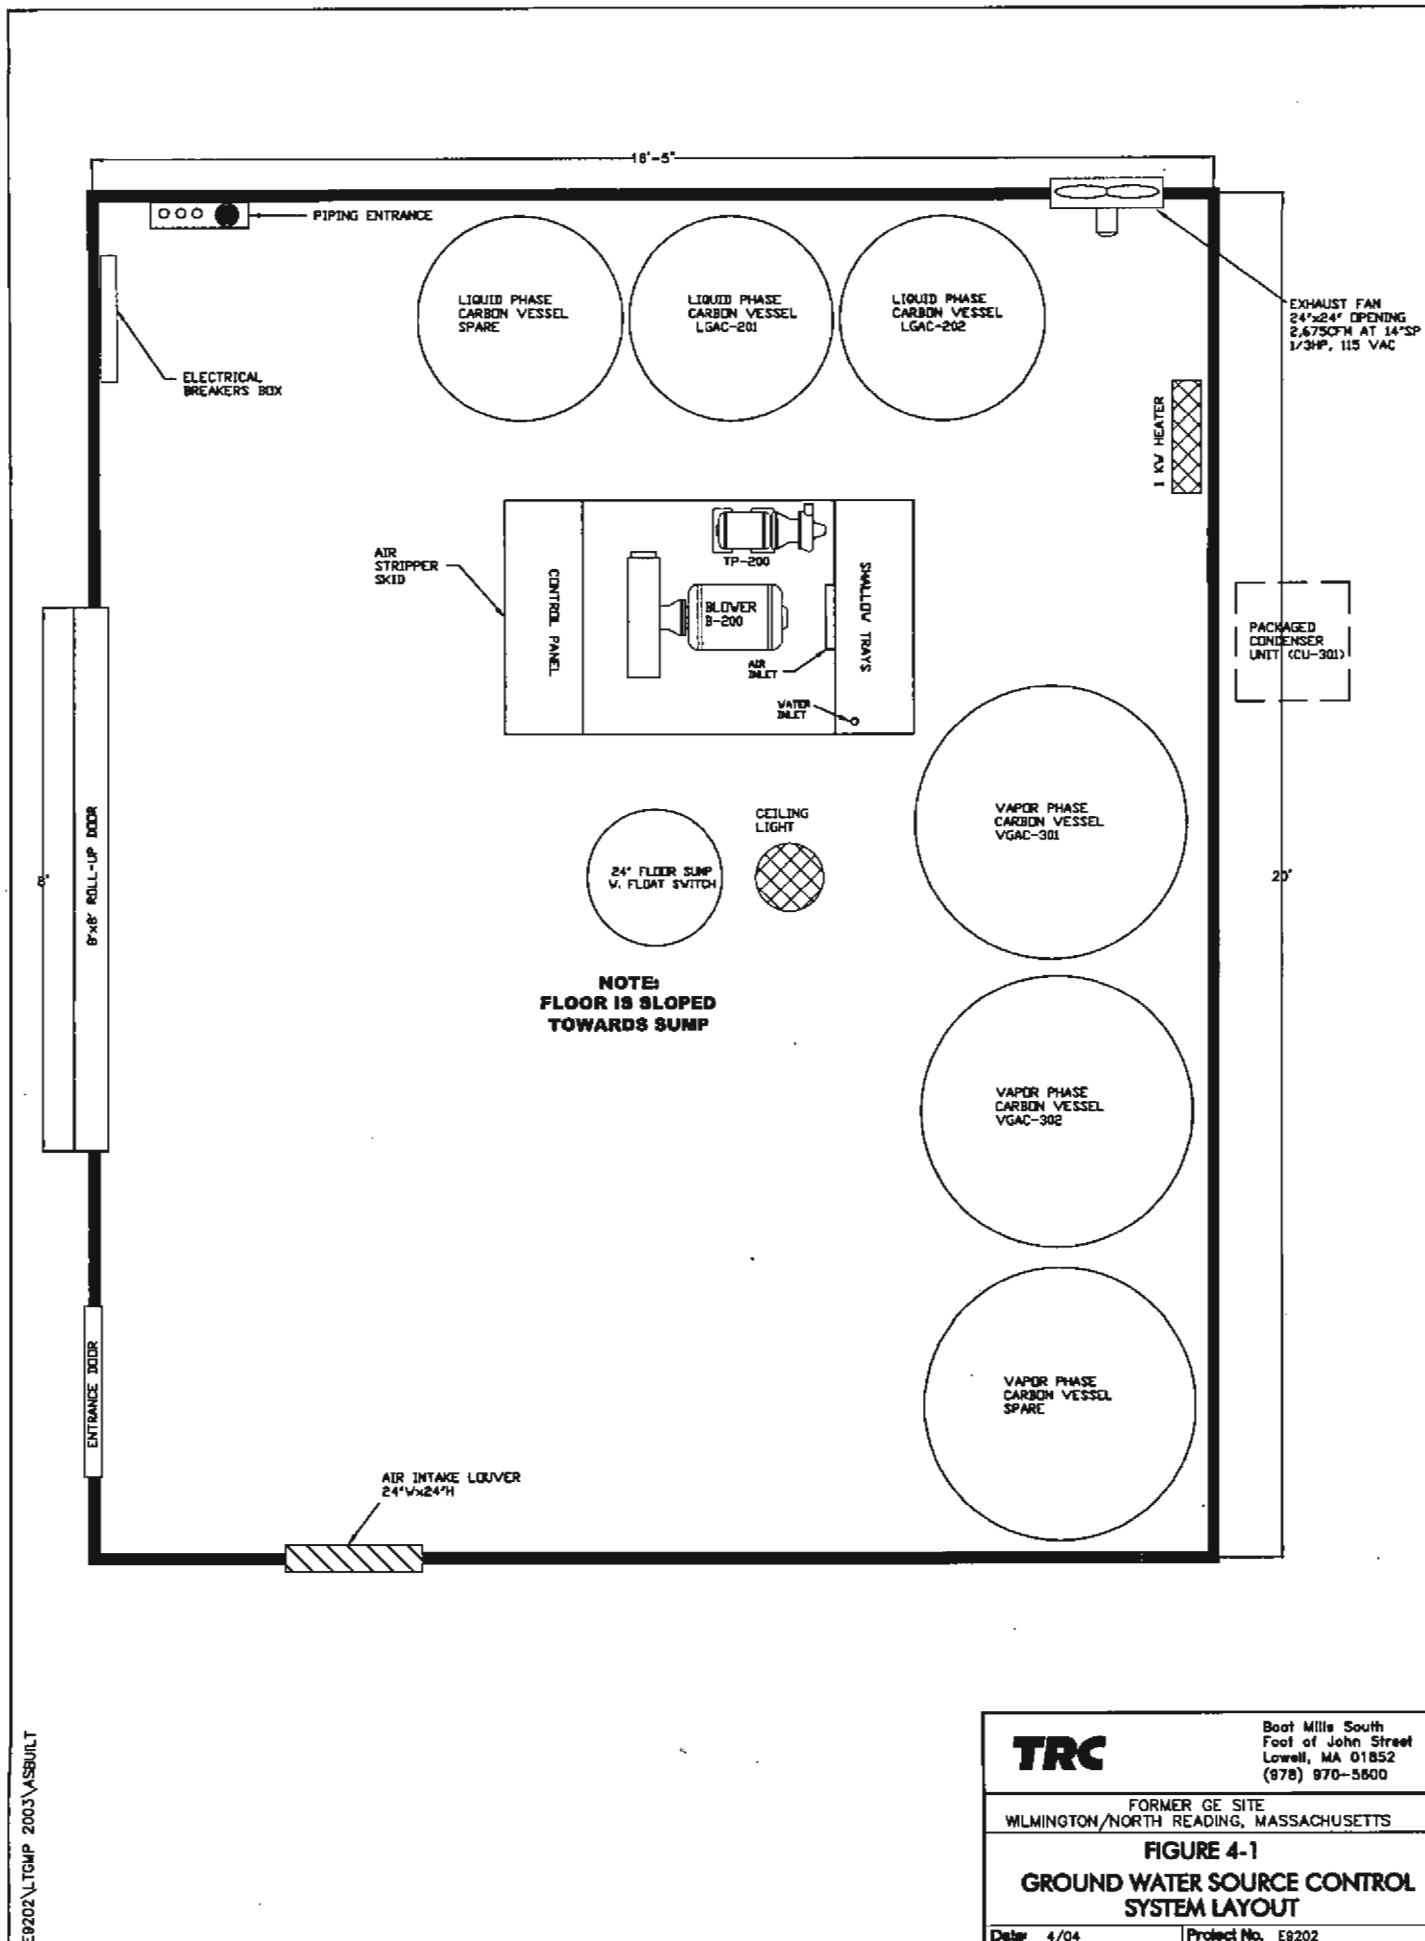 16'-5"
PIPING ENTRANCE
LIQUID PHASE
CARBON VESSEL
SPARE
LIQUID PHASE
CARBON VESSEL
LGAC-201
LIQUID PHASE
CARBON VESSEL
LGAC-202
EXHAUST FAN
24"x24" OPENING
2,675CFM AT 14"SP
1/3HP, 115 VAC
ELECTRICAL
BREAKERS BOX
1 KW HEATER
AIR
STRIPPER
SKID
CONTROL PANEL
TP-200
BLOWER
B-200
SHALLOW TRAYS
AIR
INLET
WATER
INLET
PACKAGED
CONDENSER
UNIT (CU-301)
VAPOR PHASE
CARBON VESSEL
VGAC-301
CEILING
LIGHT
24" FLOOR SUMP
W. FLOAT SWITCH
8'x8' ROLL-UP DOOR
20'
NOTE:
FLOOR IS SLOPED
TOWARDS SUMP
VAPOR PHASE
CARBON VESSEL
VGAC-302
VAPOR PHASE
CARBON VESSEL
SPARE
ENTRANCE DOOR
AIR INTAKE LOUVER
24"Wx24"H
E9202\LTGMP 2003\ASBUILT
TRC
Boot Mills South
Foot of John Street
Lowell, MA 01852
(978) 970-5600
FORMER GE SITE
WILMINGTON/NORTH READING, MASSACHUSETTS
FIGURE 4-1
GROUND WATER SOURCE CONTROL
SYSTEM LAYOUT
Date: 4/04
Project No. E9202